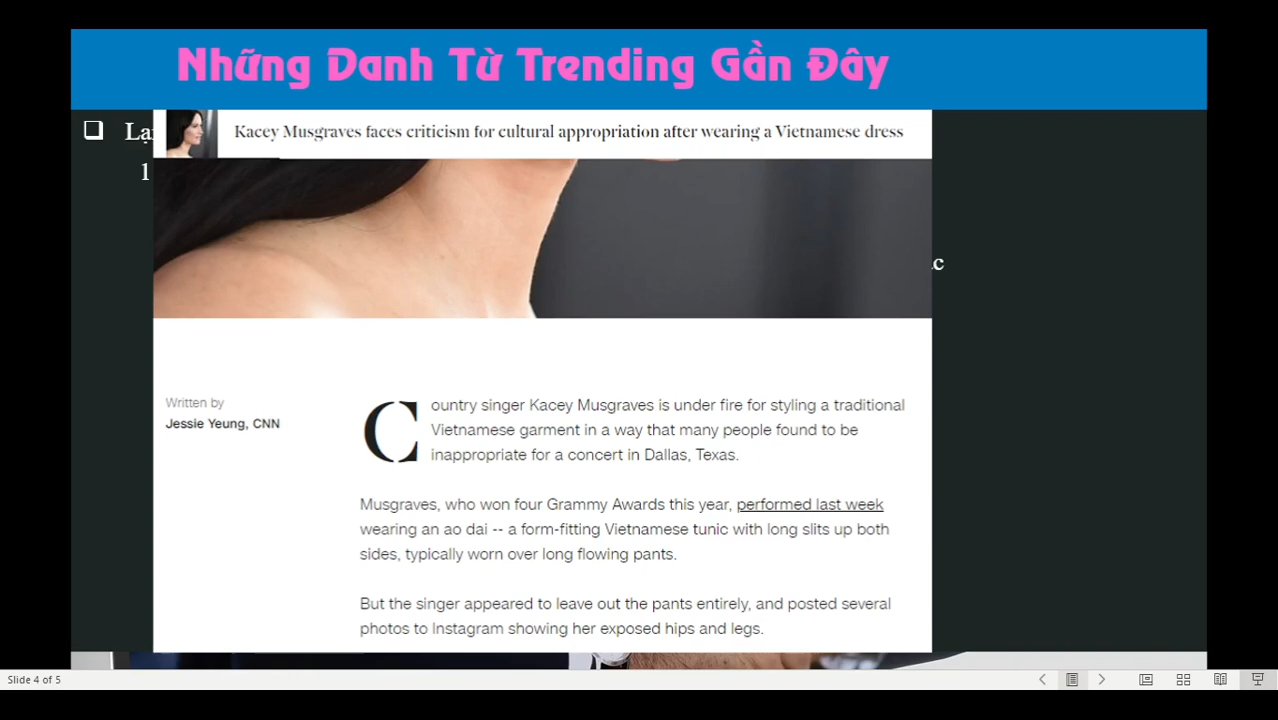 Những Danh Từ Trending Gần Đây
Kacey Musgraves faces criticism for cultural appropriation after wearing a Vietnamese dress
1
Written by
Jessie Yeung, CNN
Country singer Kacey Musgraves is under fire for styling a traditional
Vietnamese garment in a way that many people found to be
inappropriate for a concert in Dallas, Texas.
Musgraves, who won four Grammy Awards this year, performed last week
wearing an ao dai -- a form-fitting Vietnamese tunic with long slits up both
sides, typically worn over long flowing pants.
But the singer appeared to leave out the pants entirely, and posted several
photos to Instagram showing her exposed hips and legs.
Slide 4 of 5